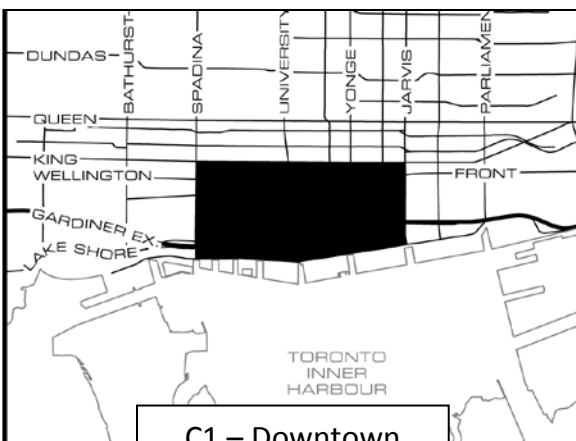 DUNDAS
BATHURST
SPADINA
UNIVERSITY
YONGE
JARVIS
PARLIAMEN
QUEEN
KING
WELLINGTON
FRONT
GARDINER EX.
LAKE SHORE
TORONTO
INNER
HARBOUR
C1 – Downtown